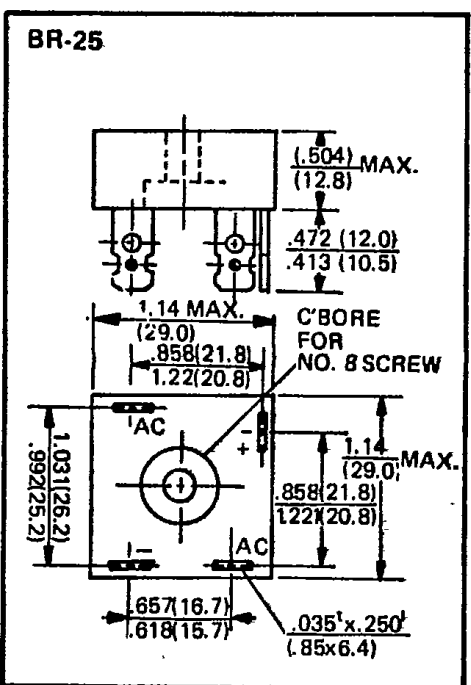 BR-25
(.504) MAX.
(12.8)
.472 (12.0)
.413 (10.5)
1.14 MAX.
(29.0)
.858(21.8)
1.22(20.8)
C'BORE
FOR
NO. 8 SCREW
AC
-
+
1.031(26.2)
.992(25.2)
1.14 MAX.
(29.0)
.858(21.8)
1.221(20.8)
-
AC
.657(16.7)
.618(15.7)
.035ᵗx.250ˡ
(.85x6.4)